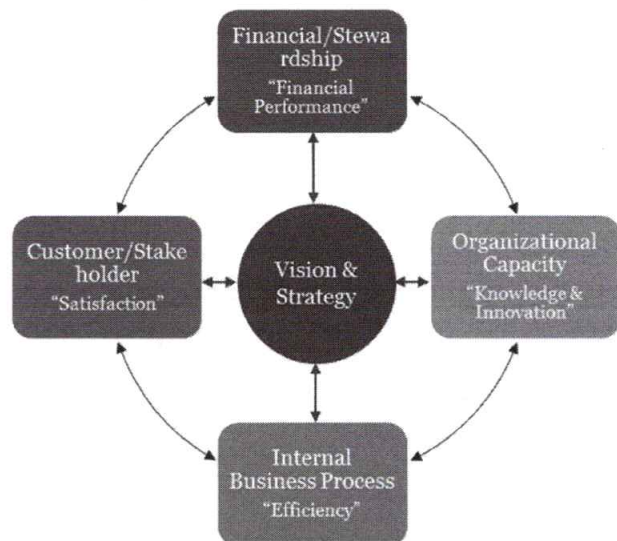 Financial/Stewa
rdship
“Financial
Performance”
Customer/Stake
holder
“Satisfaction”
Vision &
Strategy
Organizational
Capacity
“Knowledge &
Innovation”
Internal
Business Process
“Efficiency”